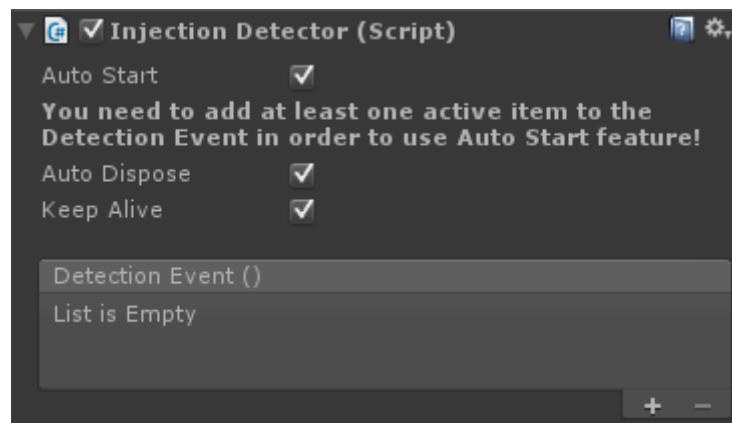 Injection Detector (Script)
Auto Start
You need to add at least one active item to the
Detection Event in order to use Auto Start feature!
Auto Dispose
Keep Alive
Detection Event ()
List is Empty